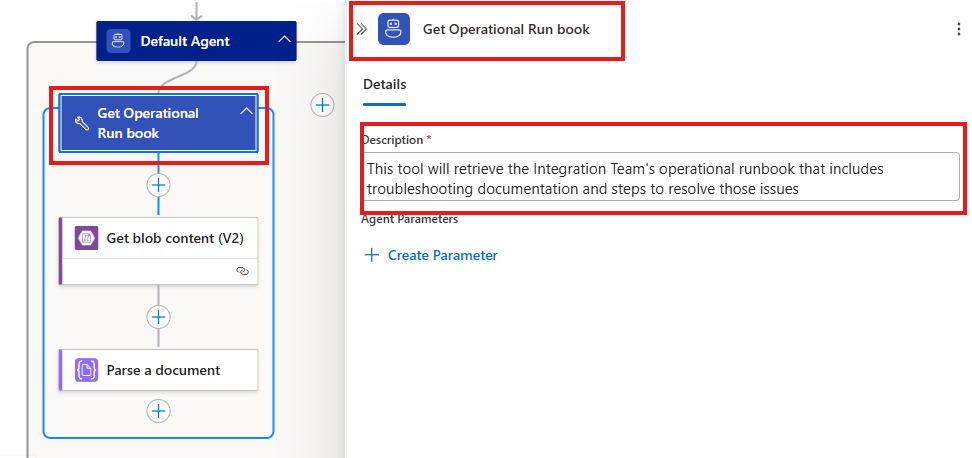 Default Agent
Get Operational
Run book
Get blob content (V2)
Parse a document
Get Operational Run book
Details
Description *
This tool will retrieve the Integration Team's operational runbook that includes
troubleshooting documentation and steps to resolve those issues
Agent Parameters
Create Parameter